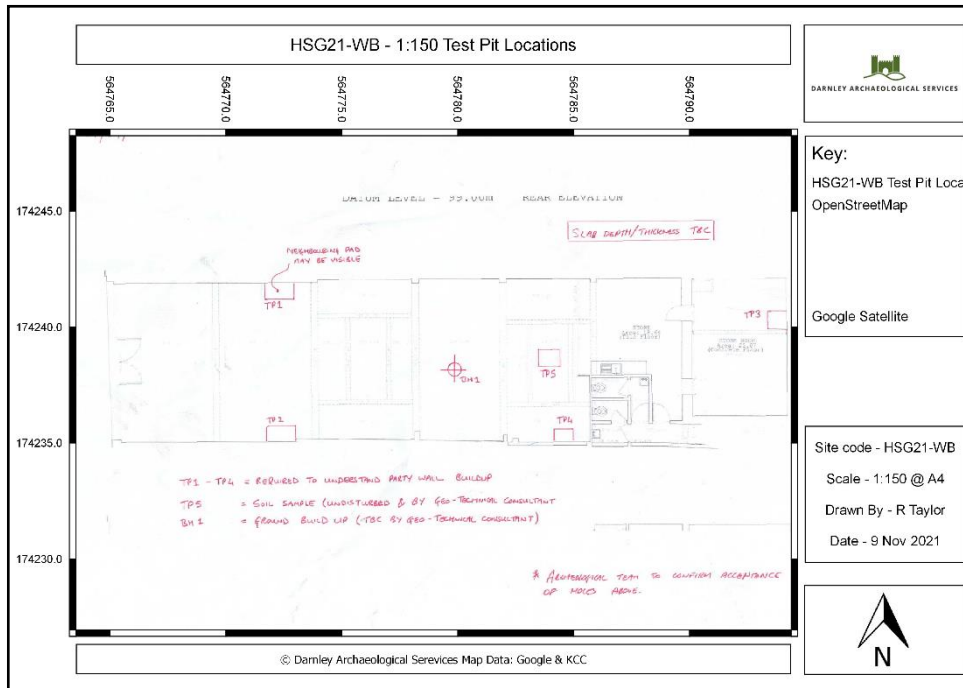 HSG21-WB - 1:150 Test Pit Locations
DARNLEY ARCHAEOLOGICAL SERVICES
564765.0
564770.0
564775.0
564780.0
564785.0
564790.0
174245.0
174240.0
174235.0
174230.0
DATUM LEVEL - 99.00m REAR ELEVATION
SLAB DEPTH/THICKNESS TBC
NEIGHBOURING PAD
MAY BE VISIBLE
TP1
TP3
BH1
TP5
TP2
TP4
TP1 - TP4 = REQUIRED TO UNDERSTAND PARTY WALL BUILDUP
TP5 = SOIL SAMPLE (UNDISTURBED & BY GEO-TECHNICAL CONSULTANT
BH1 = GROUND BUILD UP (TBC BY GEO-TECHNICAL CONSULTANT)
* TEAM TO CONFIRM ACCEPTANCE
OF HOLES ABOVE.
Key:
HSG21-WB Test Pit Loca
OpenStreetMap
Google Satellite
Site code - HSG21-WB
Scale - 1:150 @ A4
Drawn By - R Taylor
Date - 9 Nov 2021
N
© Darnley Archaeological Serevices Map Data: Google & KCC